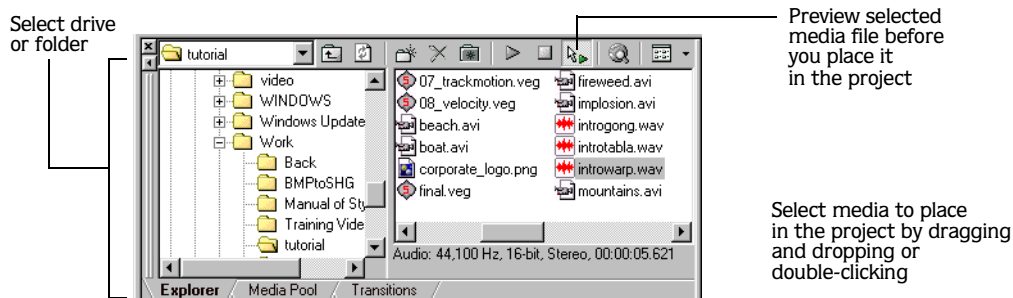 Select drive
or folder
Preview selected
media file before
you place it
in the project
tutorial
video
WINDOWS
Windows Update
Work
Back
BMPtoSHG
Manual of Sty
Training Vide
tutorial
07_trackmotion.veg
08_velocity.veg
beach.avi
boat.avi
corporate_logo.png
final.veg
fireweed.avi
implosion.avi
introgong.wav
introtabla.wav
introwarp.wav
mountains.avi
Audio: 44,100 Hz, 16-bit, Stereo, 00:00:05.621
Explorer
Media Pool
Transitions
Select media to place
in the project by dragging
and dropping or
double-clicking